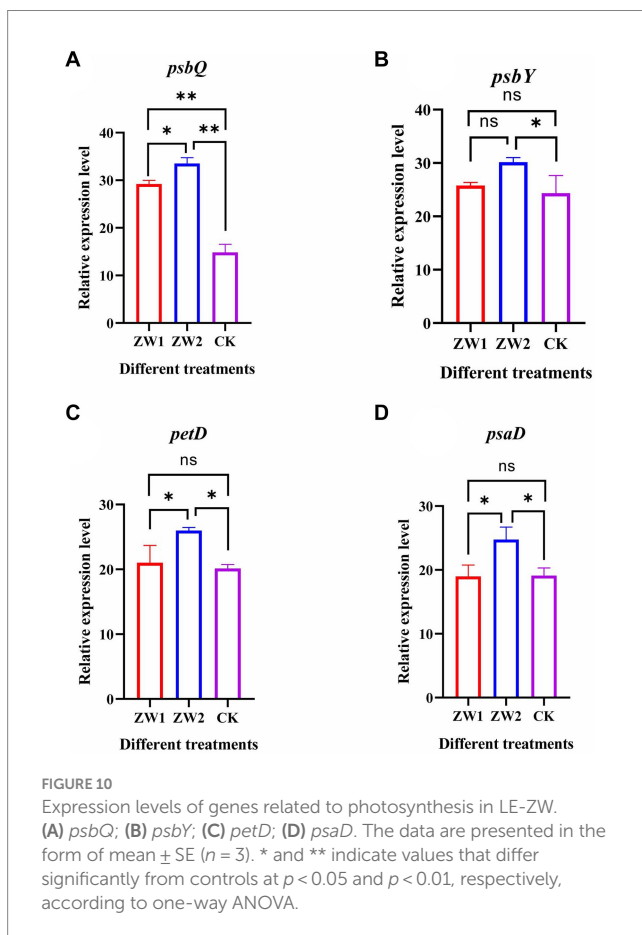 A
psbQ
**
*
**
Relative expression level
40
30
20
10
0
ZW1 ZW2 CK
Different treatments
B
psbY
ns
ns
*
Relative expression level
40
30
20
10
0
ZW1 ZW2 CK
Different treatments
C
petD
ns
*
*
Relative expression level
30
20
10
0
ZW1 ZW2 CK
Different treatments
D
psaD
ns
*
*
Relative expression level
30
20
10
0
ZW1 ZW2 CK
Different treatments
FIGURE 10
Expression levels of genes related to photosynthesis in LE-ZW.
(A) psbQ; (B) psbY; (C) petD; (D) psaD. The data are presented in the
form of mean ± SE (n = 3). * and ** indicate values that differ
significantly from controls at p < 0.05 and p < 0.01, respectively,
according to one-way ANOVA.